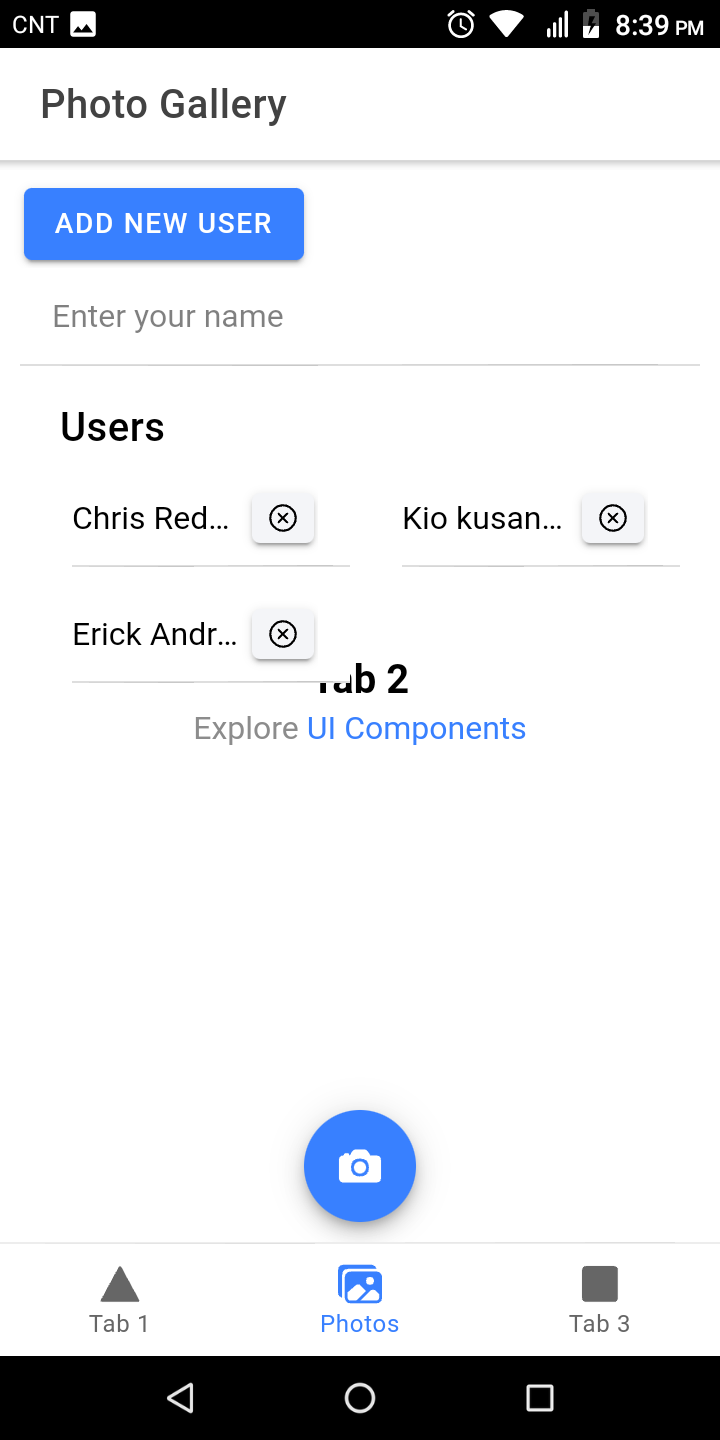 CNT 8:39 PM
Photo Gallery
ADD NEW USER
Enter your name
Users
Chris Red...
Kio kusan...
Erick Andr...
Tab 2
Explore UI Components
Tab 1
Photos
Tab 3